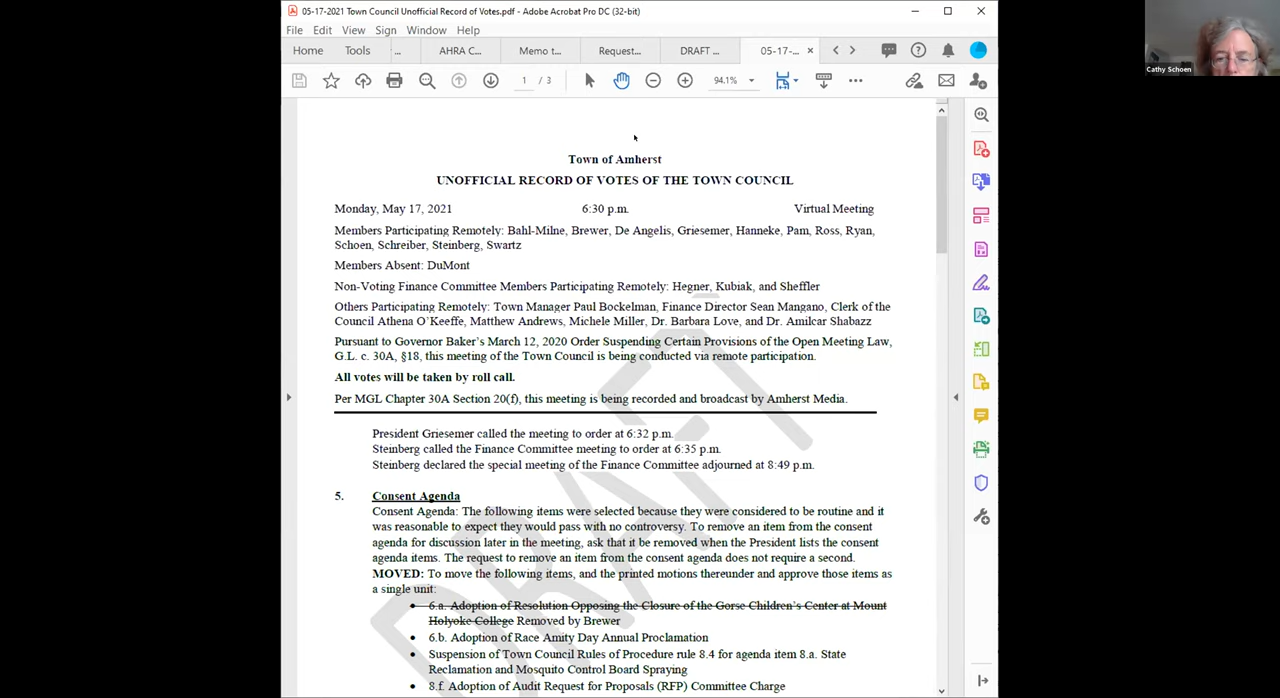 05-17-2021 Town Council Unofficial Record of Votes.pdf - Adobe Acrobat Pro DC (32-bit)
File Edit View Sign Window Help
Home Tools ... AHRA C... Memo t... Request... DRAFT ... 05-17-... ×
1 / 3 94.1%
Cathy Schoen
Town of Amherst
UNOFFICIAL RECORD OF VOTES OF THE TOWN COUNCIL
Monday, May 17, 2021 6:30 p.m. Virtual Meeting
Members Participating Remotely: Bahl-Milne, Brewer, De Angelis, Griesemer, Hanneke, Pam, Ross, Ryan,
Schoen, Schreiber, Steinberg, Swartz
Members Absent: DuMont
Non-Voting Finance Committee Members Participating Remotely: Hegner, Kubiak, and Sheffler
Others Participating Remotely: Town Manager Paul Bockelman, Finance Director Sean Mangano, Clerk of the
Council Athena O'Keeffe, Matthew Andrews, Michele Miller, Dr. Barbara Love, and Dr. Amilcar Shabazz
Pursuant to Governor Baker's March 12, 2020 Order Suspending Certain Provisions of the Open Meeting Law,
G.L. c. 30A, §18, this meeting of the Town Council is being conducted via remote participation.
All votes will be taken by roll call.
Per MGL Chapter 30A Section 20(f), this meeting is being recorded and broadcast by Amherst Media.
President Griesemer called the meeting to order at 6:32 p.m.
Steinberg called the Finance Committee meeting to order at 6:35 p.m.
Steinberg declared the special meeting of the Finance Committee adjourned at 8:49 p.m.
5. Consent Agenda
Consent Agenda: The following items were selected because they were considered to be routine and it
was reasonable to expect they would pass with no controversy. To remove an item from the consent
agenda for discussion later in the meeting, ask that it be removed when the President lists the consent
agenda items. The request to remove an item from the consent agenda does not require a second.
MOVED: To move the following items, and the printed motions thereunder and approve those items as
a single unit:
• 6.a. Adoption of Resolution Opposing the Closure of the Gorse Children's Center at Mount
Holyoke College Removed by Brewer
• 6.b. Adoption of Race Amity Day Annual Proclamation
• Suspension of Town Council Rules of Procedure rule 8.4 for agenda item 8.a. State
Reclamation and Mosquito Control Board Spraying
• 8.f. Adoption of Audit Request for Proposals (RFP) Committee Charge
DRAFT